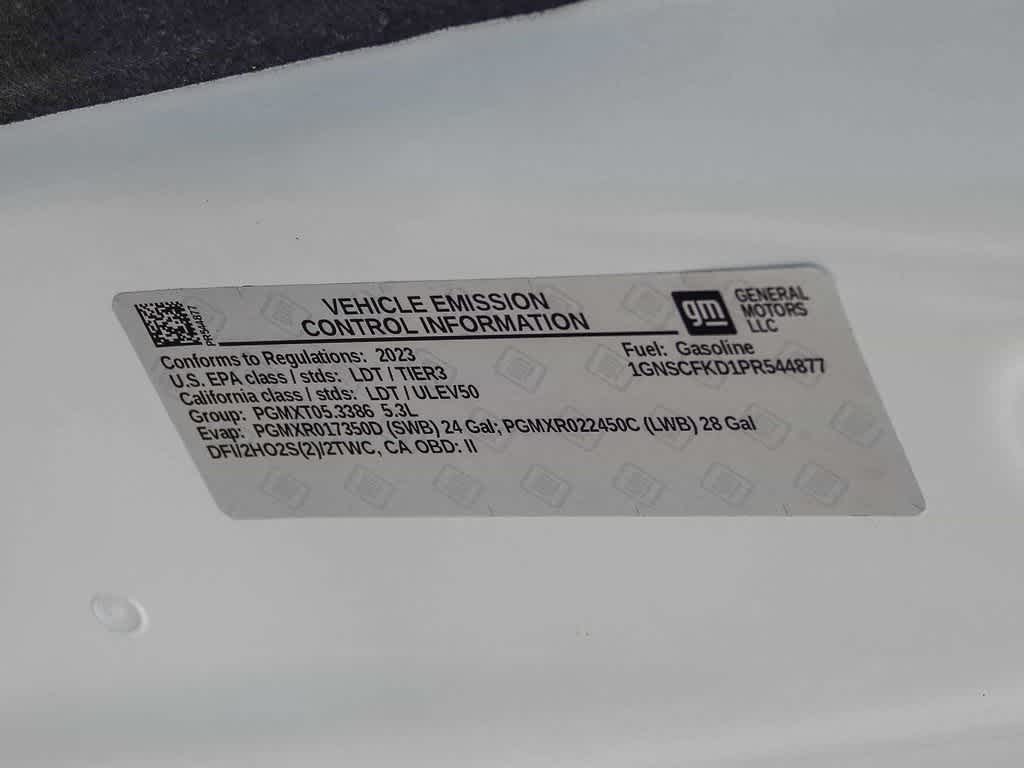 VEHICLE EMISSION
CONTROL INFORMATION
gm GENERAL
MOTORS
LLC
PR544877
Conforms to Regulations: 2023
Fuel: Gasoline
U.S. EPA class / stds: LDT / TIER3
1GNSCFKD1PR544877
California class / stds: LDT / ULEV50
Group: PGMXT05.3386 5.3L
Evap: PGMXR017350D (SWB) 24 Gal; PGMXR022450C (LWB) 28 Gal
DFI/2HO2S(2)/2TWC, CA OBD: II